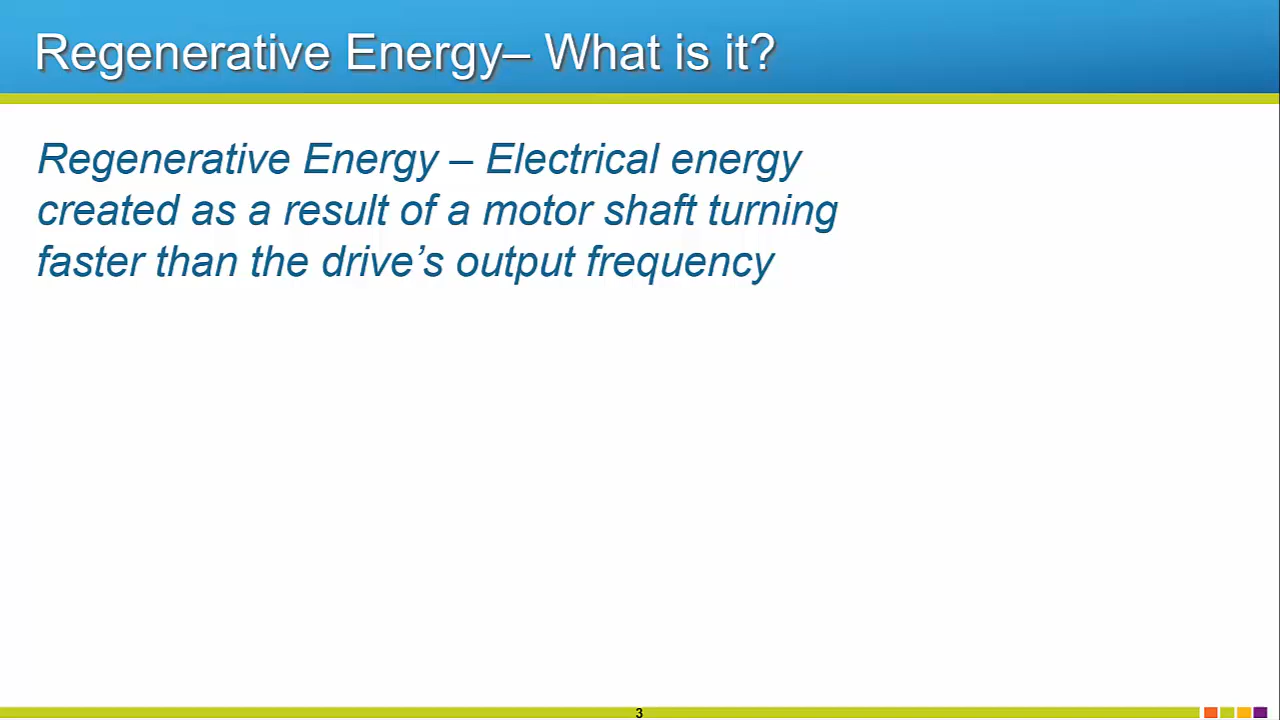 Regenerative Energy– What is it?
Regenerative Energy – Electrical energy
created as a result of a motor shaft turning
faster than the drive’s output frequency
3